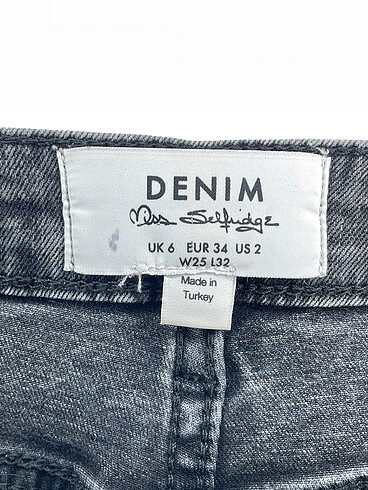 DENIM
Miss Selfridge
UK 6 EUR 34 US 2
W25 L32
Made in
Turkey